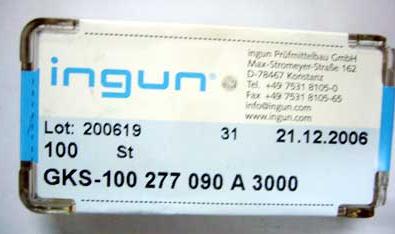 ingun®
ingun Prüfmittelbau GmbH
Max-Stromeyer-Straße 162
D-78467 Konstanz
Tel. +49 7531 8105-0
Fax +49 7531 8105-65
info@ingun.com
www.ingun.com
Lot: 200619 31 21.12.2006
100 St
GKS-100 277 090 A 3000